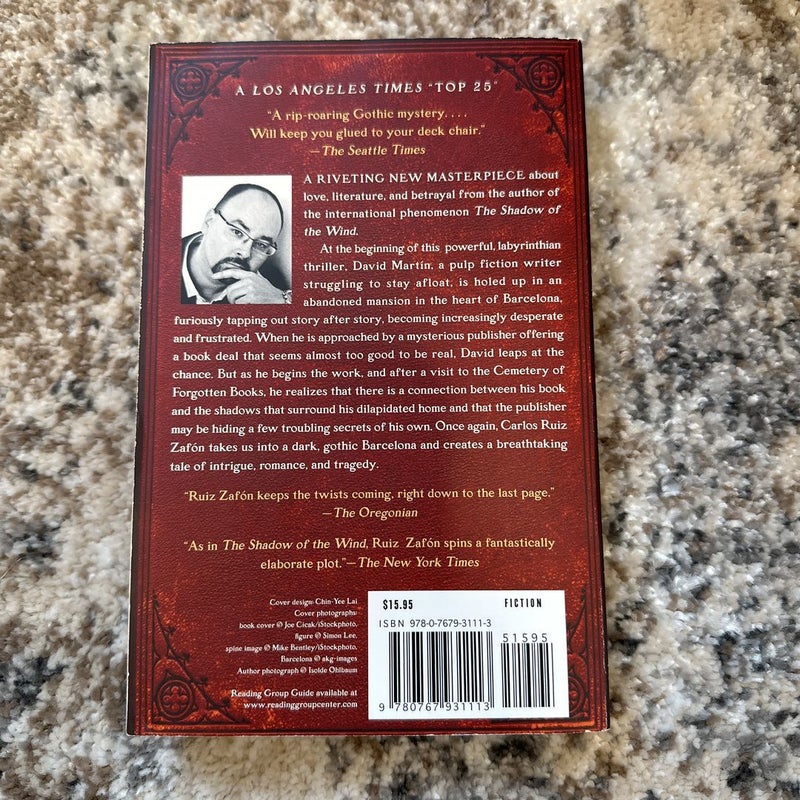 A LOS ANGELES TIMES "TOP 25"
"A rip-roaring Gothic mystery. . . .
Will keep you glued to your deck chair."
—The Seattle Times
A RIVETING NEW MASTERPIECE about
love, literature, and betrayal from the author of
the international phenomenon The Shadow of
the Wind.
At the beginning of this powerful, labyrinthian
thriller, David Martín, a pulp fiction writer
struggling to stay afloat, is holed up in an
abandoned mansion in the heart of Barcelona,
furiously tapping out story after story, becoming increasingly desperate
and frustrated. When he is approached by a mysterious publisher offering
a book deal that seems almost too good to be real, David leaps at the
chance. But as he begins the work, and after a visit to the Cemetery of
Forgotten Books, he realizes that there is a connection between his book
and the shadows that surround his dilapidated home and that the publisher
may be hiding a few troubling secrets of his own. Once again, Carlos Ruiz
Zafón takes us into a dark, gothic Barcelona and creates a breathtaking
tale of intrigue, romance, and tragedy.
"Ruiz Zafón keeps the twists coming, right down to the last page."
—The Oregonian
"As in The Shadow of the Wind, Ruiz Zafón spins a fantastically
elaborate plot."—The New York Times
Cover design: Chin-Yee Lai
Cover photographs:
book cover © Joe Cicak/iStockphoto,
figure © Simon Lee,
spine image © Mike Bentley/iStockphoto,
Barcelona © akg-images
Author photograph © Isolde Ohlbaum
Reading Group Guide available at
www.readinggroupcenter.com
$15.95 FICTION
ISBN 978-0-7679-3111-3
51595
9 780767 931113